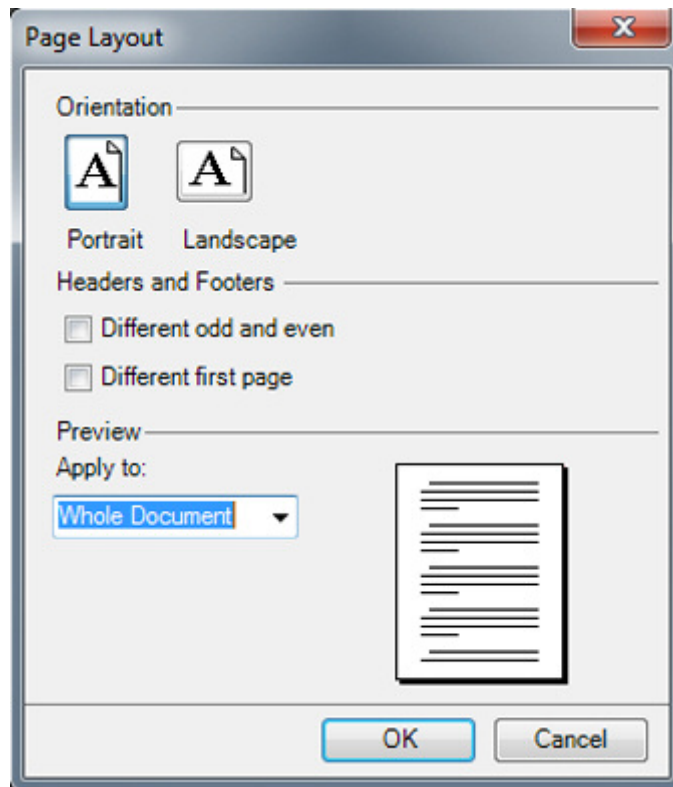 Page Layout
Orientation
A A
Portrait Landscape
Headers and Footers
Different odd and even
Different first page
Preview
Apply to:
Whole Document
OK Cancel